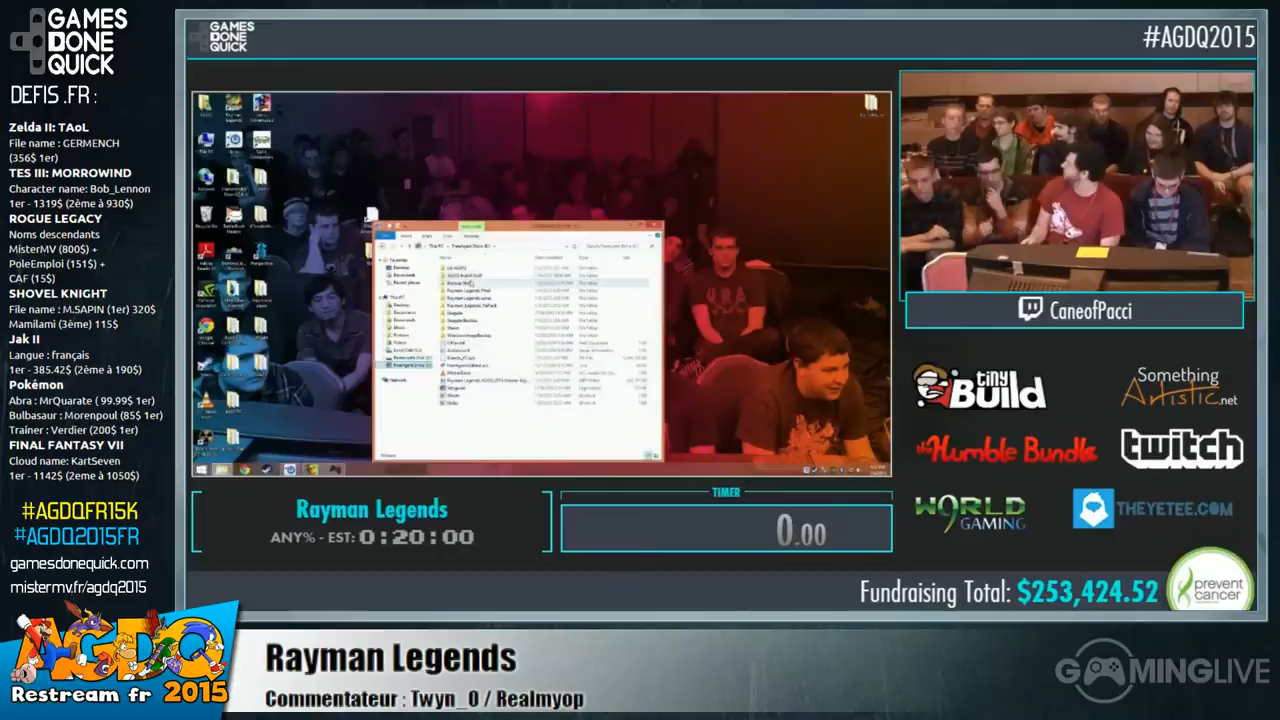 GAMES
DONE
QUICK
DEFIS .FR :
Zelda II: TAoL
File name : GERMENCH
(356$ 1er)
TES III: MORROWIND
Character name: Bob_Lennon
1er - 1319$ (2ème à 930$)
ROGUE LEGACY
Noms descendants
MisterMV (800$) +
PoleEmploi (151$) +
CAF (15$)
SHOVEL KNIGHT
File name : M.SAPIN (1er) 320$
Mamilami (3ème) 115$
Jak II
Langue : français
1er - 385.42$ (2ème à 190$)
Pokémon
Abra : MrQuarate ( 99.99$ 1er)
Bulbasaur : Morenpoul (85$ 1er)
Trainer : Verdier (200$ 1er)
FINAL FANTASY VII
Cloud name: KartSeven
1er - 1142$ (2eme à 1050$)
#AGDQFR15K
#AGDQ2015FR
gamesdonequick.com
mistermv.fr/agdq2015
AGDQ
Restream fr 2015
GAMES
DONE
QUICK
#AGDQ2015
CaneofPacci
Rayman Legends
ANY% - EST: 0:20:00
TIMER
0.00
tiny Build
Something Artistic.net
Humble Bundle
twitch
WORLD GAMING
THEYETEE.COM
Fundraising Total: $253,424.52
prevent cancer
Rayman Legends
Commentateur : Twyn_0 / Realmyop
GAMINGLIVE